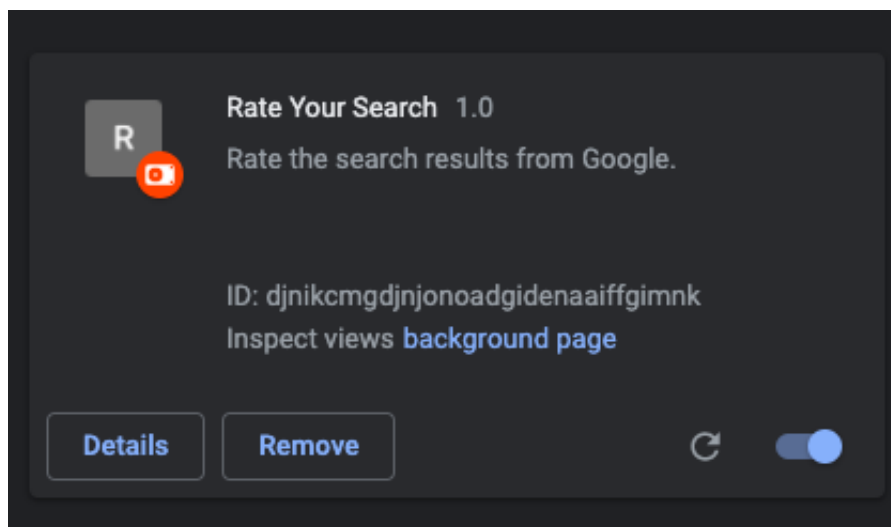 R
Rate Your Search 1.0
Rate the search results from Google.
ID: djnikcmgdjnjonoadgidenaaiffgimnk
Inspect views background page
Details Remove